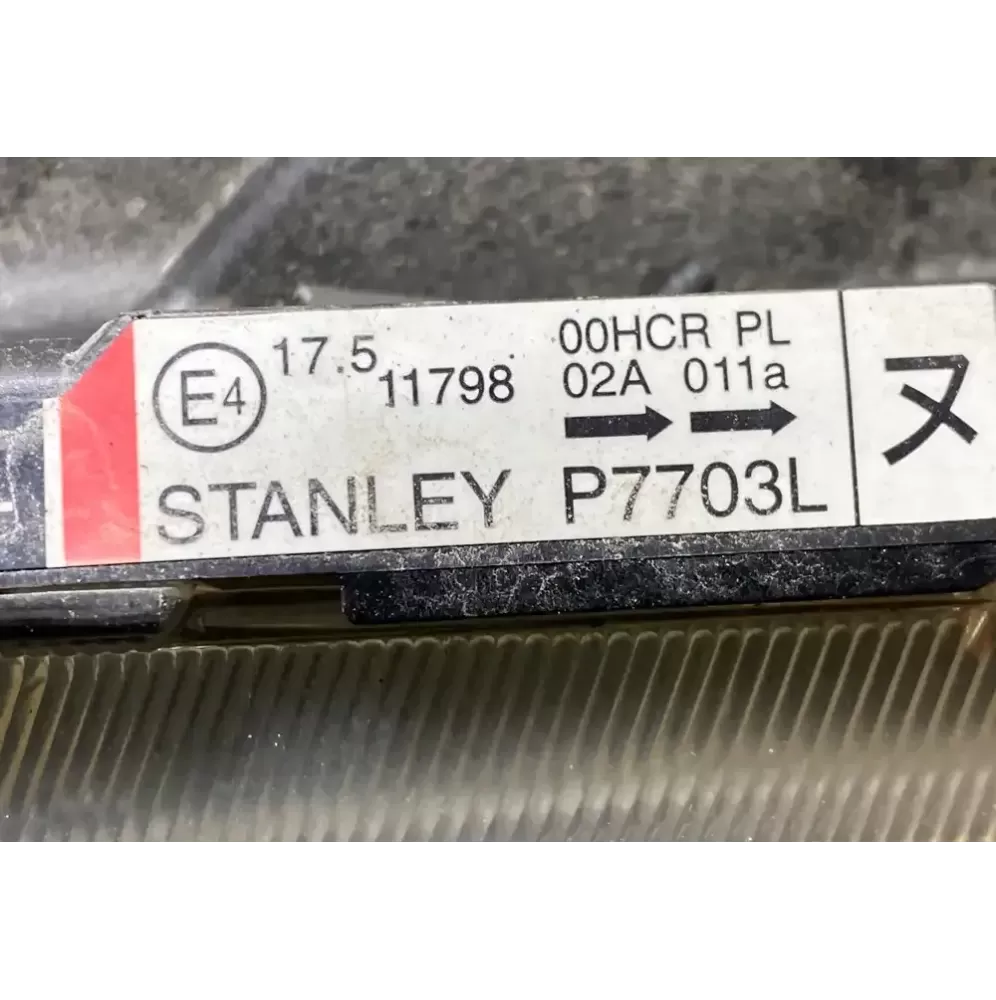 E4 17.5 11798 00HCR PL
02A 011a
→ →
STANLEY P7703L
ヌ